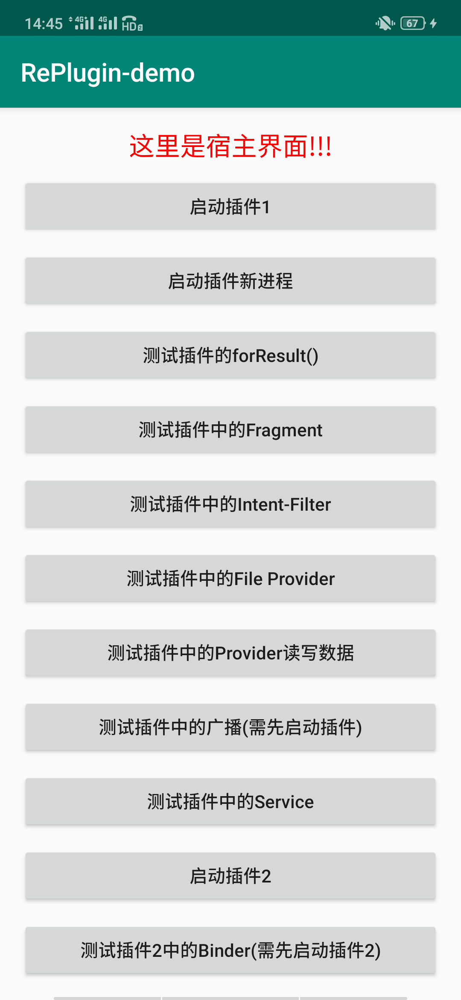 14:45 4G+ 4G HD2 67
RePlugin-demo
这里是宿主界面!!!
启动插件1
启动插件新进程
测试插件的forResult()
测试插件中的Fragment
测试插件中的Intent-Filter
测试插件中的File Provider
测试插件中的Provider读写数据
测试插件中的广播(需先启动插件)
测试插件中的Service
启动插件2
测试插件2中的Binder(需先启动插件2)